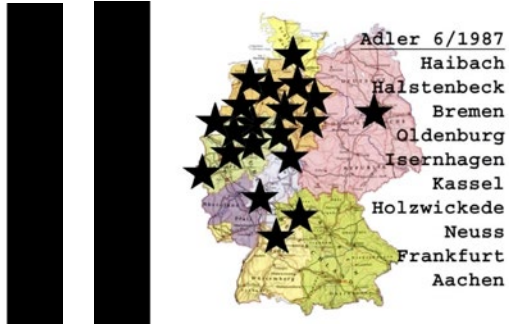 Adler 6/1987
Haibach
Halstenbeck
Bremen
Oldenburg
Isernhagen
Kassel
Holzwickede
Neuss
Frankfurt
Aachen